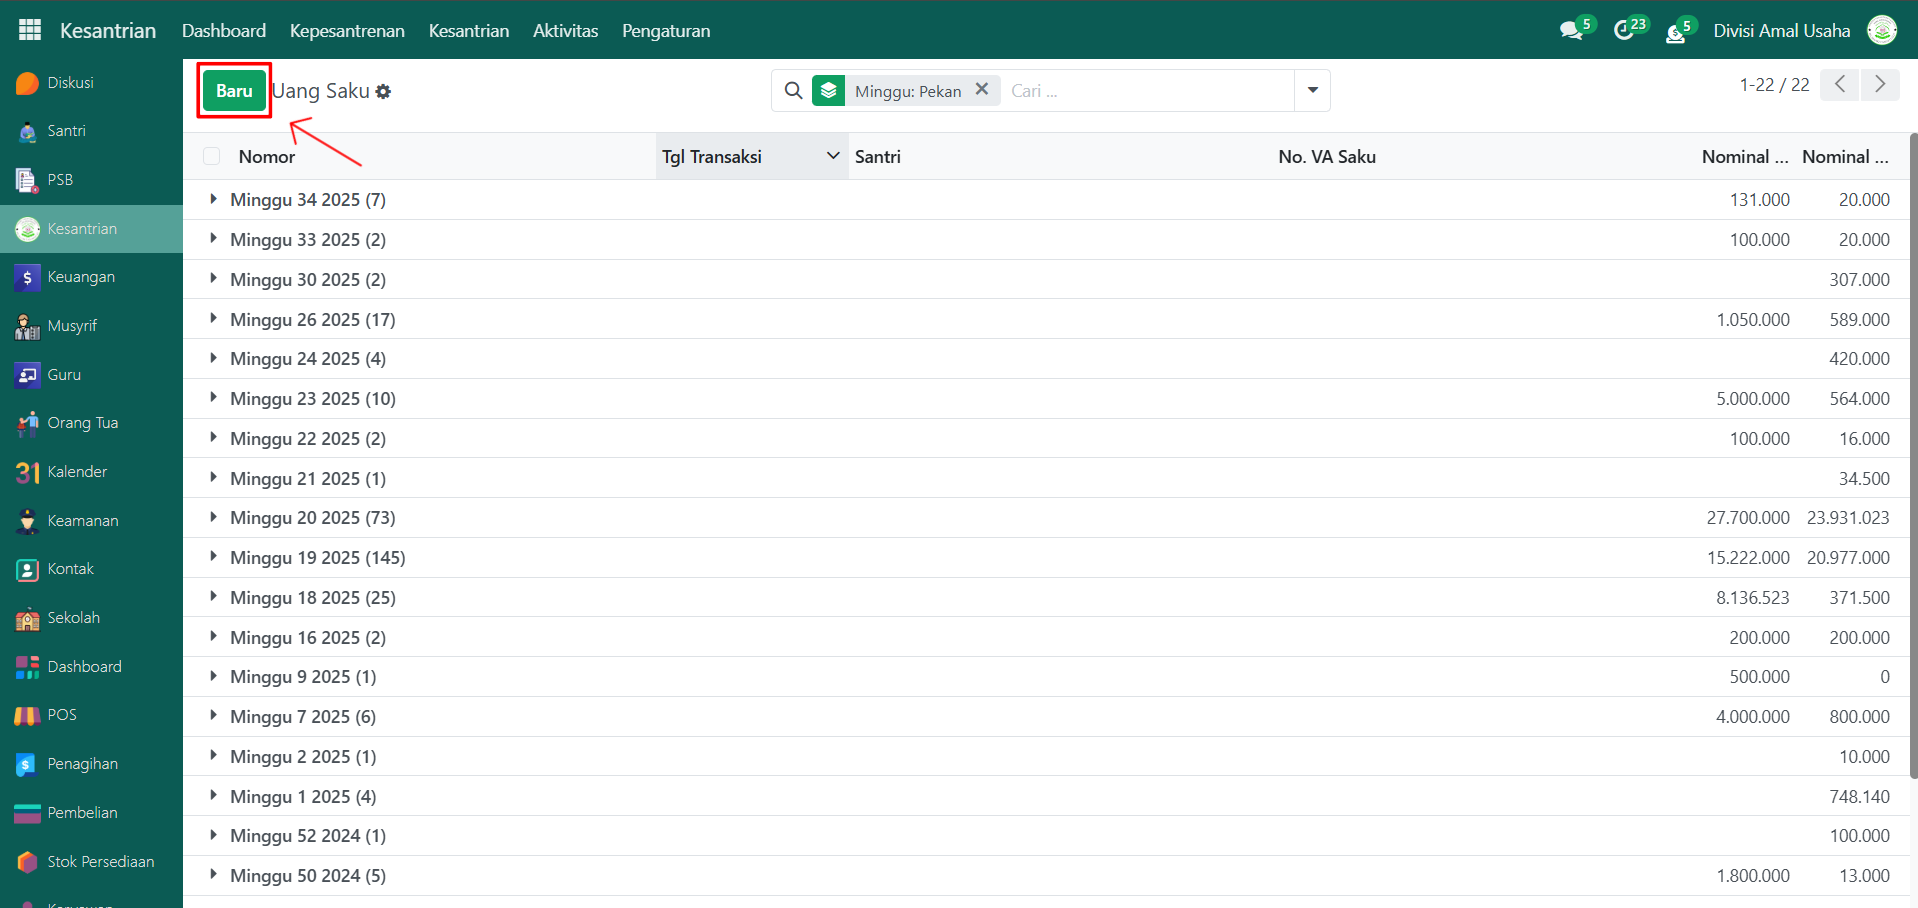 Kesantrian Dashboard Kepesantrenan Kesantrian Aktivitas Pengaturan 5 23 5 Divisi Amal Usaha
Diskusi
Santri
PSB
Kesantrian
Keuangan
Musyrif
Guru
Orang Tua
31 Kalender
Keamanan
Kontak
Sekolah
Dashboard
POS
Penagihan
Pembelian
Stok Persediaan
Baru Uang Saku Minggu: Pekan Cari ... 1-22 / 22
Nomor Tgl Transaksi Santri No. VA Saku Nominal ... Nominal ...
Minggu 34 2025 (7) 131.000 20.000
Minggu 33 2025 (2) 100.000 20.000
Minggu 30 2025 (2) 307.000
Minggu 26 2025 (17) 1.050.000 589.000
Minggu 24 2025 (4) 420.000
Minggu 23 2025 (10) 5.000.000 564.000
Minggu 22 2025 (2) 100.000 16.000
Minggu 21 2025 (1) 34.500
Minggu 20 2025 (73) 27.700.000 23.931.023
Minggu 19 2025 (145) 15.222.000 20.977.000
Minggu 18 2025 (25) 8.136.523 371.500
Minggu 16 2025 (2) 200.000 200.000
Minggu 9 2025 (1) 500.000 0
Minggu 7 2025 (6) 4.000.000 800.000
Minggu 2 2025 (1) 10.000
Minggu 1 2025 (4) 748.140
Minggu 52 2024 (1) 100.000
Minggu 50 2024 (5) 1.800.000 13.000